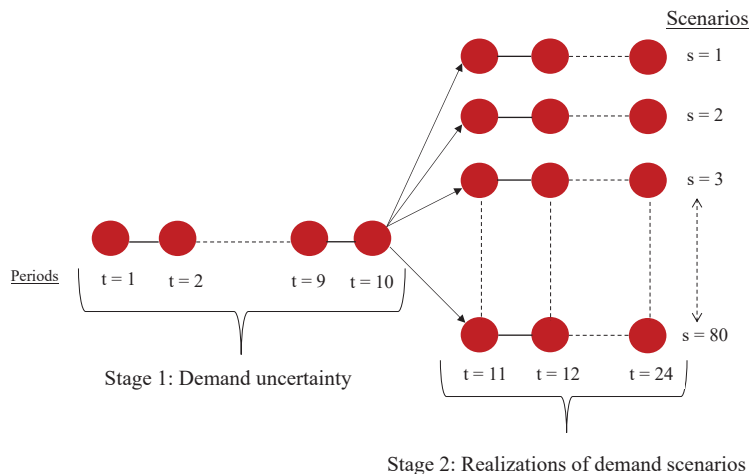 Scenarios
s = 1
s = 2
s = 3
Periods
t = 1
t = 2
t = 9
t = 10
s = 80
t = 11
t = 12
t = 24
Stage 1: Demand uncertainty
Stage 2: Realizations of demand scenarios